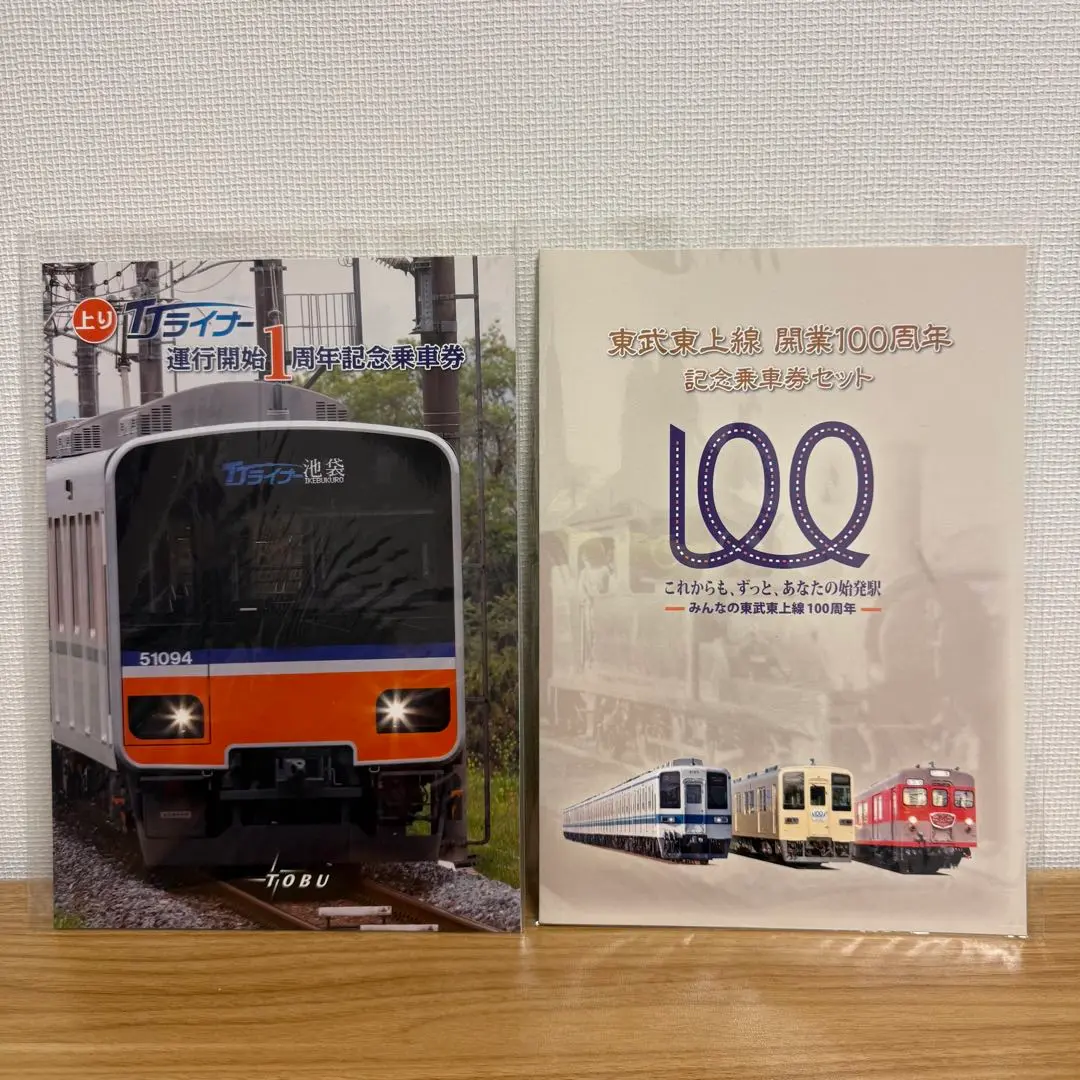 上り TJライナー
運行開始1周年記念乗車券
TJライナー 池袋
IKEBUKURO
51094
TOBU
東武東上線 開業100周年
記念乗車券セット
100
これからも、ずっと、あなたの始発駅
みんなの東武東上線100周年